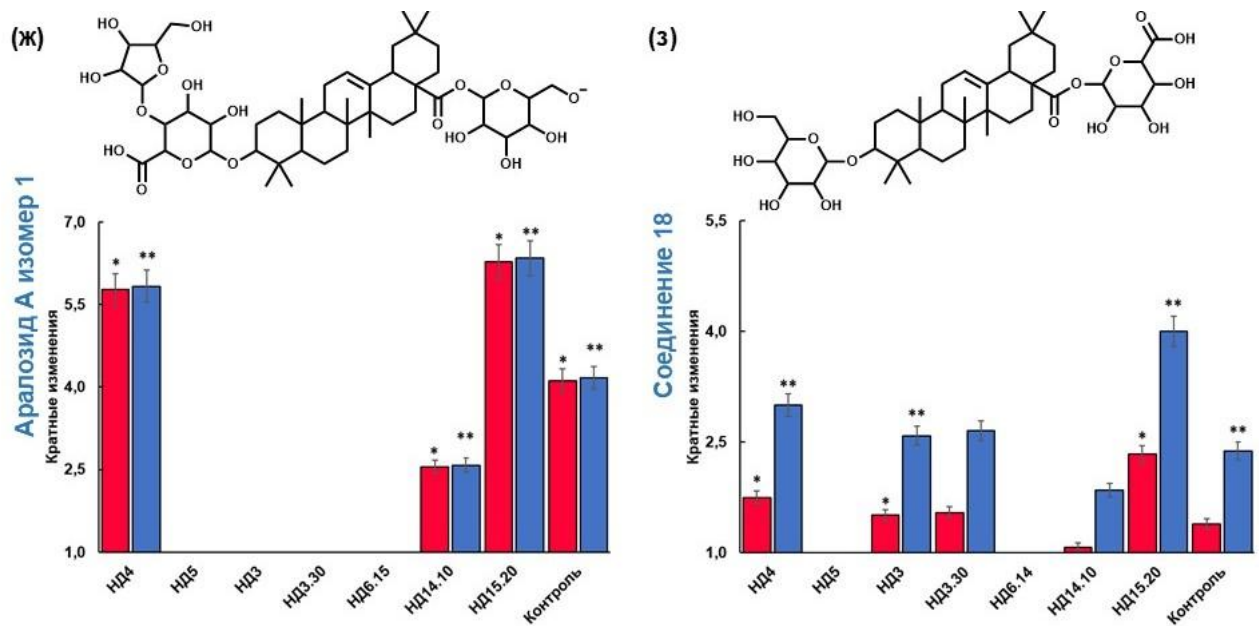 (ж)
HO
OH
HO
O
OH
O
OH
HO
O
O
O
O
O
O
O⁻
HO
OH
OH
Аралозид А изомер 1
Кратные изменения
7,0
5,5
4,0
2,5
1,0
* ** * ** * ** * **
НД4 НД5 НД3 НД3.30 НД6.15 НД14.10 НД15.20 Контроль
(з)
O
OH
O
O
O
OH
HO
OH
HO
O
HO
O
HO
OH
Соединение 18
Кратные изменения
5,5
4,0
2,5
1,0
* ** * ** * ** **
НД4 НД5 НД3 НД3.30 НД6.14 НД14.10 НД15.20 Контроль